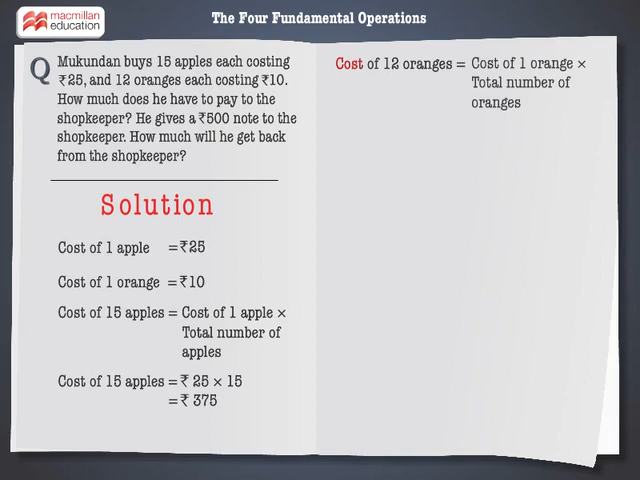 macmillan
education
The Four Fundamental Operations
Q Mukundan buys 15 apples each costing
₹25, and 12 oranges each costing ₹10.
How much does he have to pay to the
shopkeeper? He gives a ₹500 note to the
shopkeeper. How much will he get back
from the shopkeeper?
Solution
Cost of 1 apple = ₹25
Cost of 1 orange = ₹10
Cost of 15 apples = Cost of 1 apple ×
Total number of
apples
Cost of 15 apples = ₹ 25 × 15
= ₹ 375
Cost of 12 oranges = Cost of 1 orange ×
Total number of
oranges